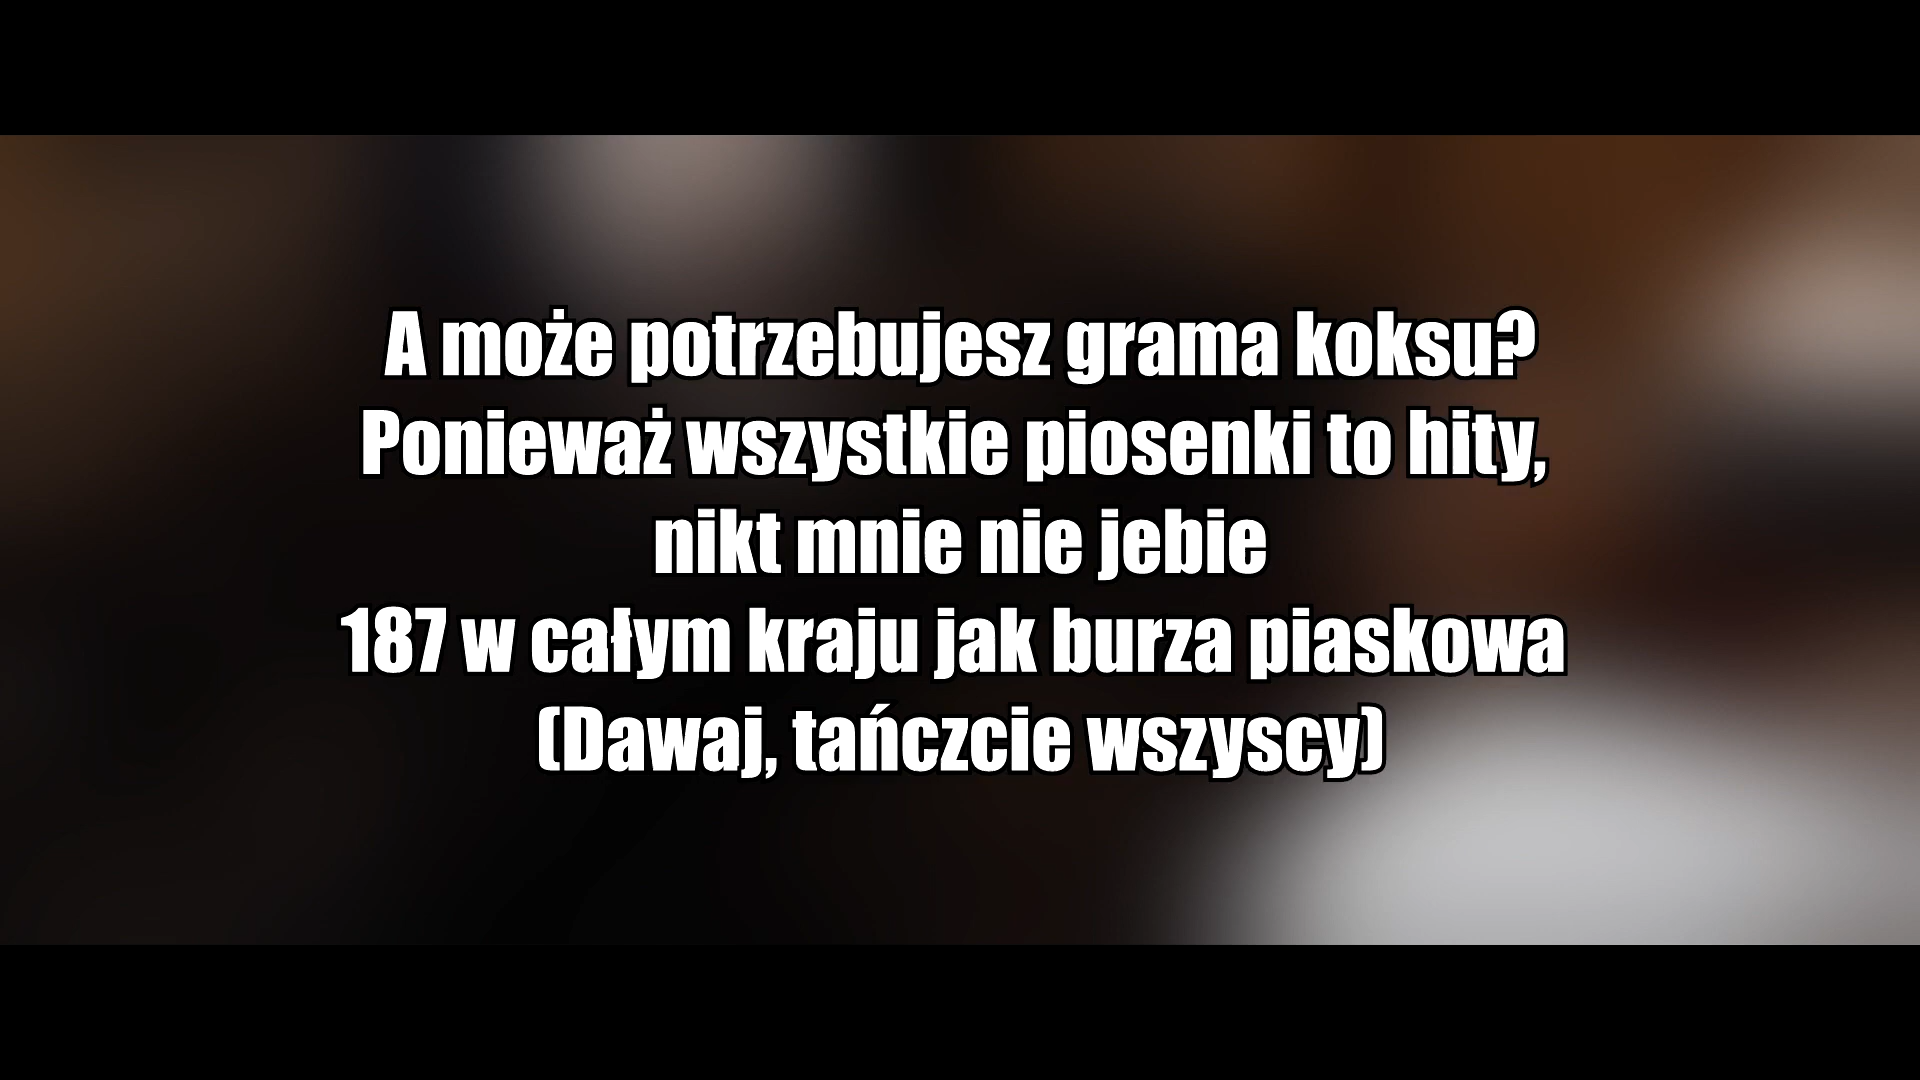 A może potrzebujesz grama koksu?
Ponieważ wszystkie piosenki to hity,
nikt mnie nie jebie
187 w całym kraju jak burza piaskowa
(Dawaj, tańczcie wszyscy)